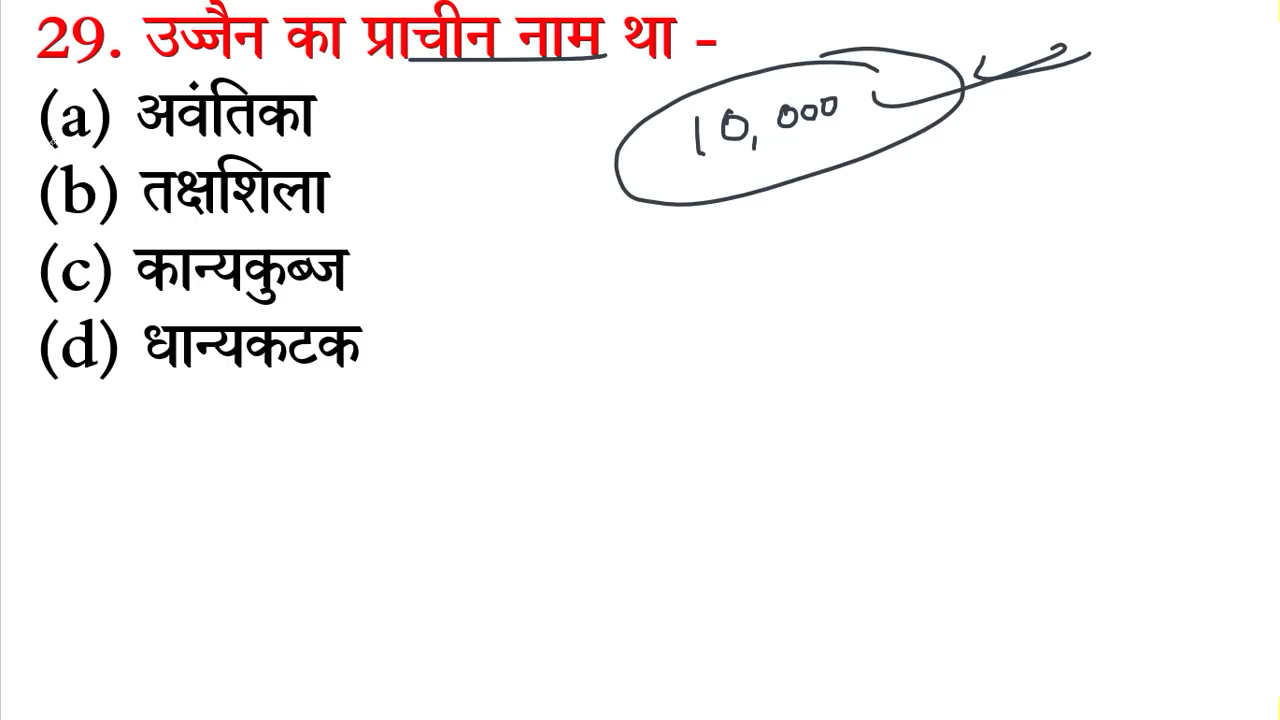 29. उज्जैन का प्राचीन नाम था -
10,000
(a) अवंतिका
(b) तक्षशिला
(c) कान्यकुब्ज
(d) धान्यकटक